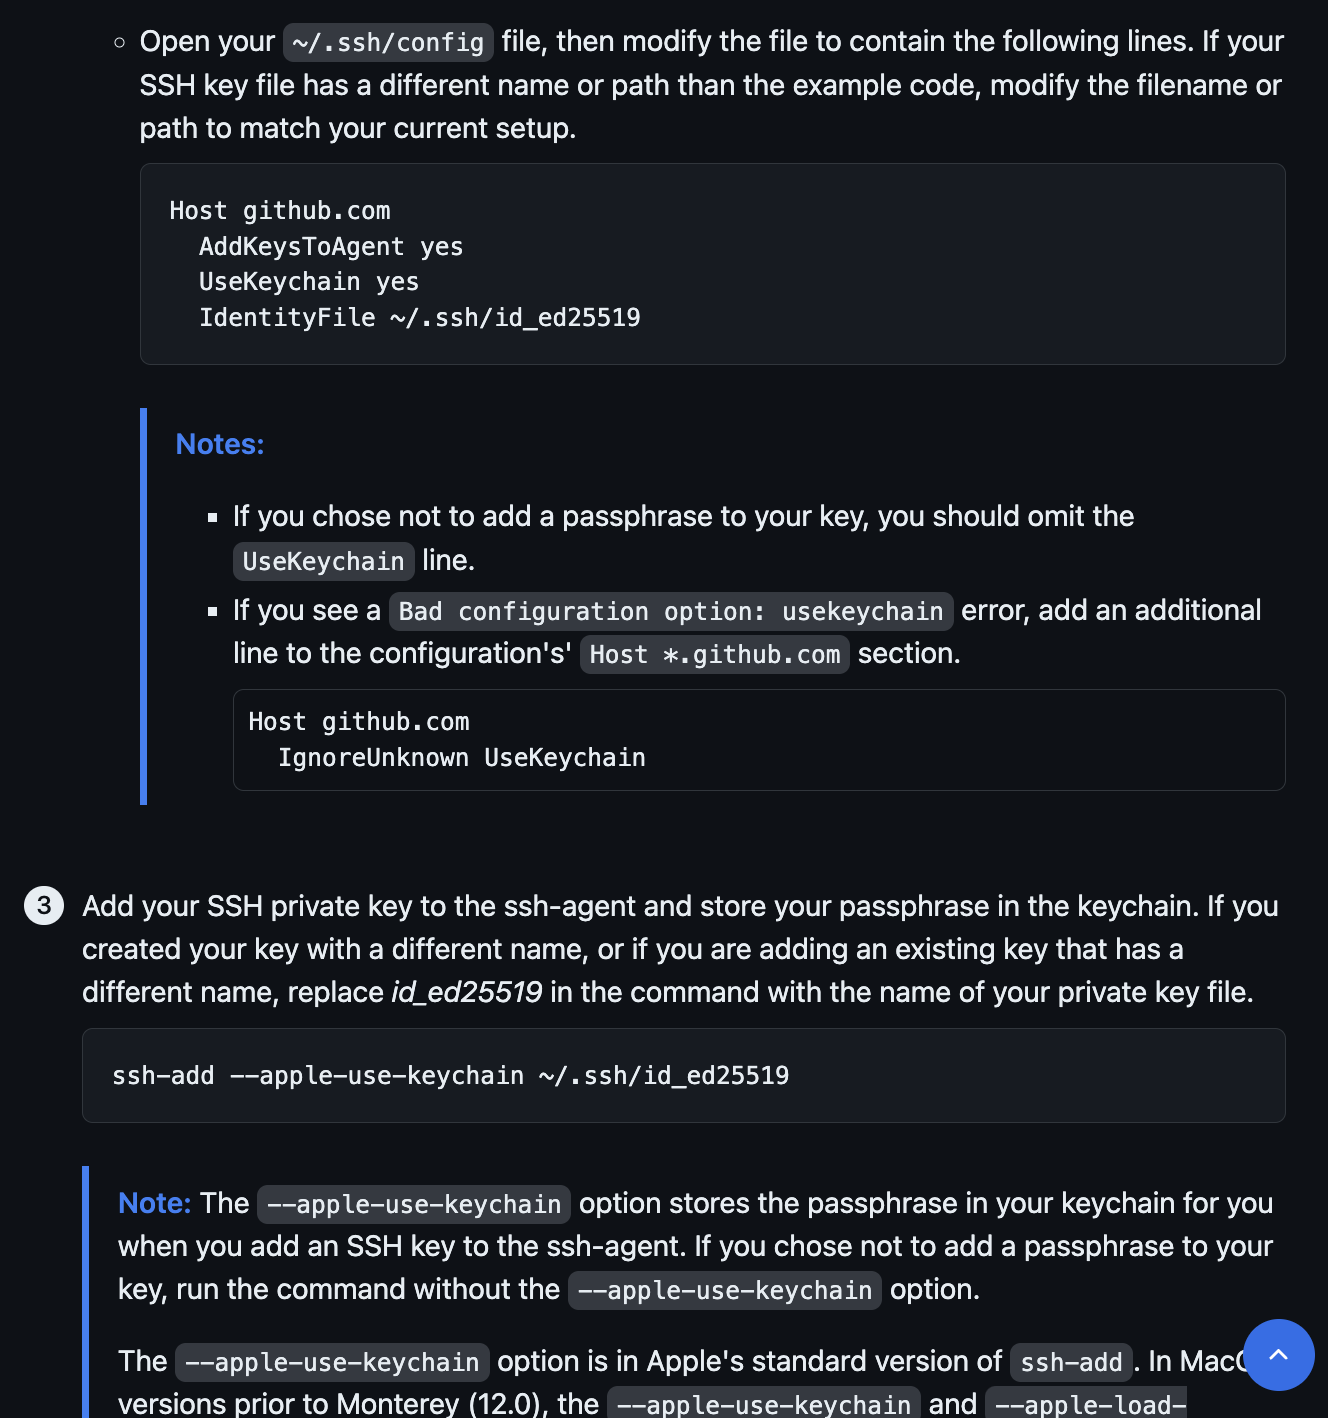 Open your ~/.ssh/config file, then modify the file to contain the following lines. If your
SSH key file has a different name or path than the example code, modify the filename or
path to match your current setup.
Host github.com
  AddKeysToAgent yes
  UseKeychain yes
  IdentityFile ~/.ssh/id_ed25519
Notes:
If you chose not to add a passphrase to your key, you should omit the
UseKeychain line.
If you see a Bad configuration option: usekeychain error, add an additional
line to the configuration's' Host *.github.com section.
Host github.com
  IgnoreUnknown UseKeychain
3 Add your SSH private key to the ssh-agent and store your passphrase in the keychain. If you
created your key with a different name, or if you are adding an existing key that has a
different name, replace id_ed25519 in the command with the name of your private key file.
ssh-add --apple-use-keychain ~/.ssh/id_ed25519
Note: The --apple-use-keychain option stores the passphrase in your keychain for you
when you add an SSH key to the ssh-agent. If you chose not to add a passphrase to your
key, run the command without the --apple-use-keychain option.
The --apple-use-keychain option is in Apple's standard version of ssh-add. In
versions prior to Monterey (12.0), the --apple-use-keychain and --apple-load-